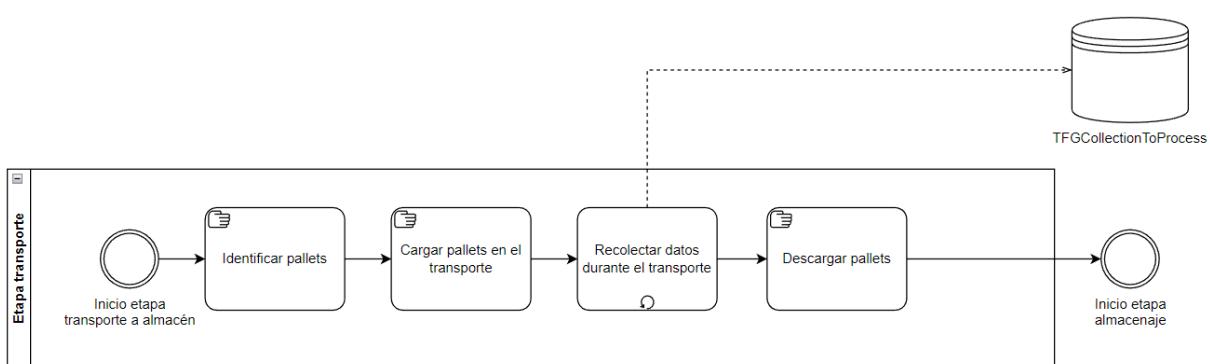 TFGCollectionToProcess
Etapa transporte
Identificar pallets
Cargar pallets en el
transporte
Recolectar datos
durante el transporte
Descargar pallets
Inicio etapa
transporte a almacén
Inicio etapa
almacenaje